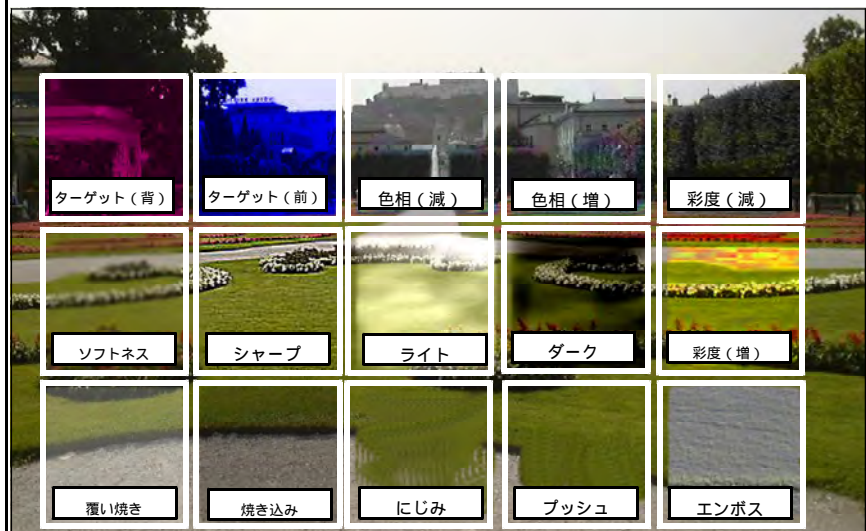 ターゲット（背）
ターゲット（前）
色相（減）
色相（増）
彩度（減）
ソフトネス
シャープ
ライト
ダーク
彩度（増）
覆い焼き
焼き込み
にじみ
プッシュ
エンボス